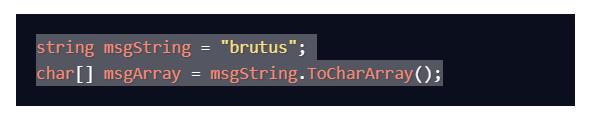 string msgString = "brutus";
char[] msgArray = msgString.ToCharArray();